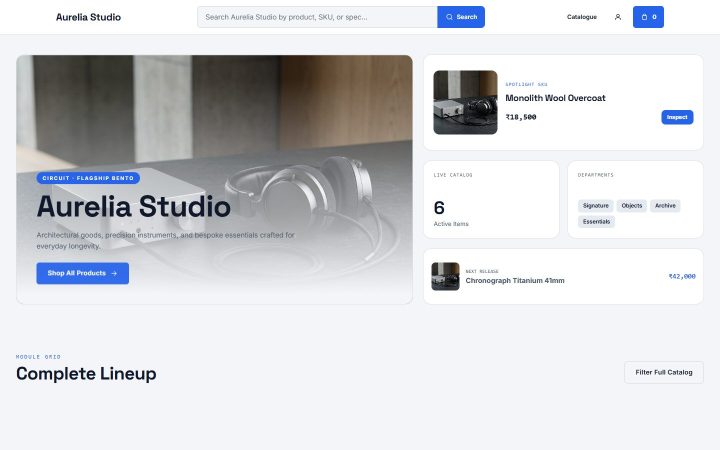 Aurelia Studio
Search Aurelia Studio by product, SKU, or spec...
Search
Catalogue
0
CIRCUIT · FLAGSHIP BENTO
Aurelia Studio
Architectural goods, precision instruments, and bespoke essentials crafted for
everyday longevity.
Shop All Products →
SPOTLIGHT SKU
Monolith Wool Overcoat
₹18,500
Inspect
LIVE CATALOG
6
Active Items
DEPARTMENTS
Signature
Objects
Archive
Essentials
NEXT RELEASE
Chronograph Titanium 41mm
₹42,000
MODULE GRID
Complete Lineup
Filter Full Catalog